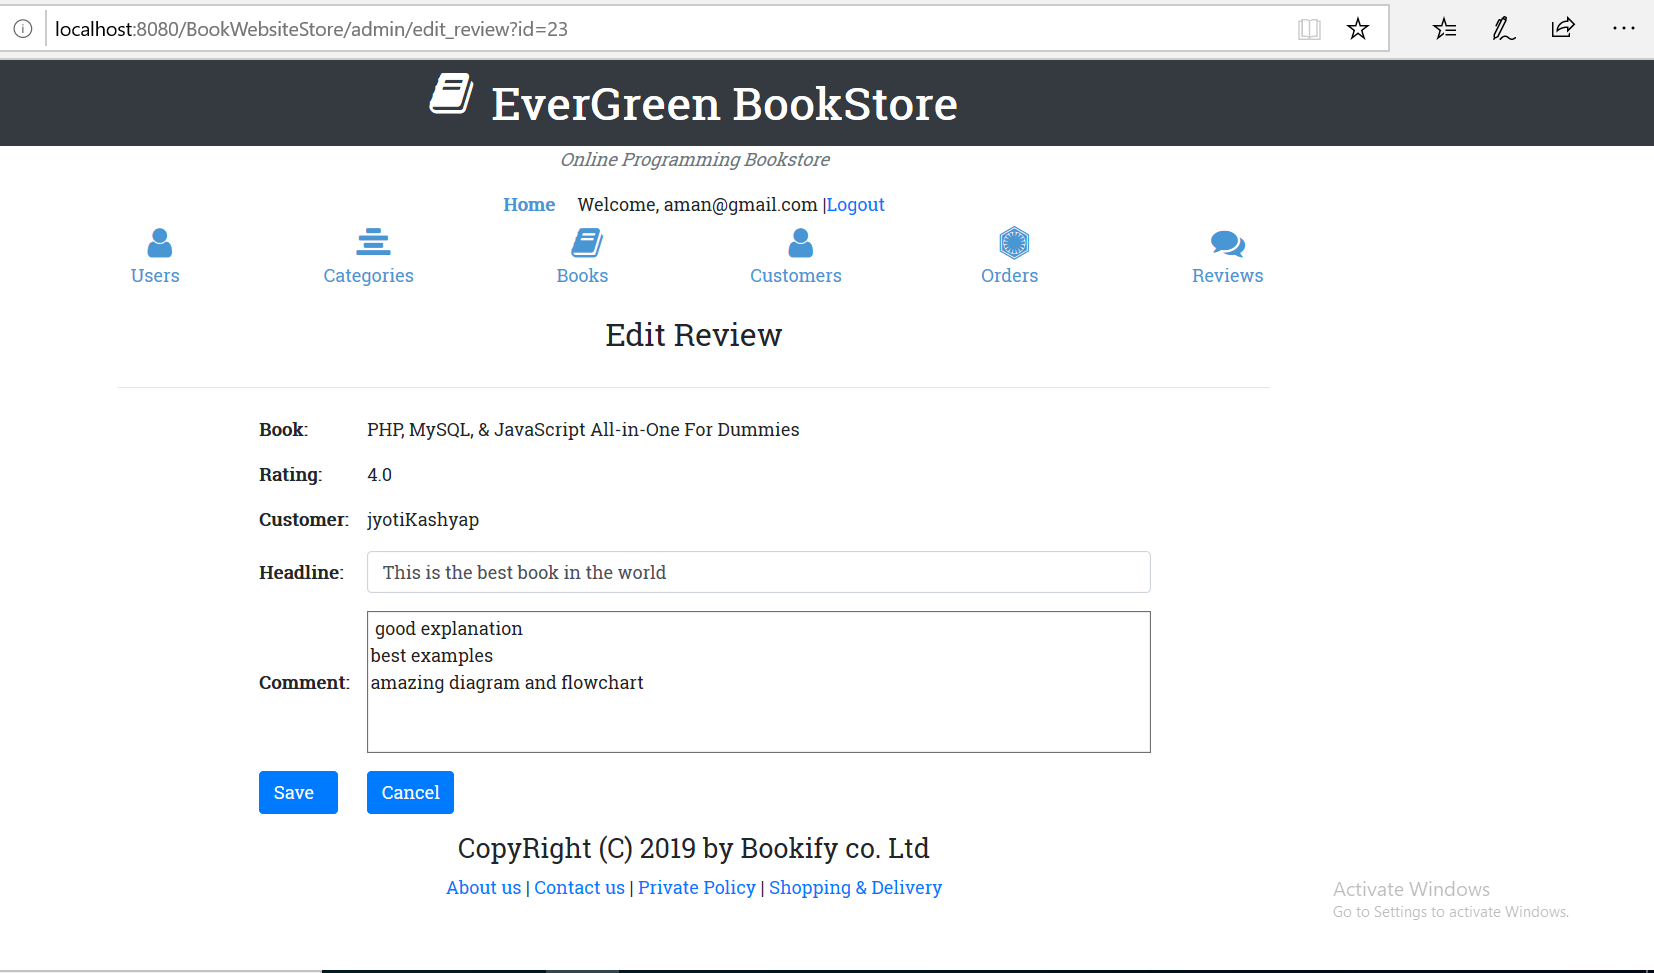 localhost:8080/BookWebsiteStore/admin/edit_review?id=23
EverGreen BookStore
Online Programming Bookstore
Home Welcome, aman@gmail.com |Logout
Users Categories Books Customers Orders Reviews
Edit Review
Book: PHP, MySQL, & JavaScript All-in-One For Dummies
Rating: 4.0
Customer: jyotiKashyap
Headline: This is the best book in the world
good explanation
best examples
Comment: amazing diagram and flowchart
Save Cancel
CopyRight (C) 2019 by Bookify co. Ltd
About us | Contact us | Private Policy | Shopping & Delivery
Activate Windows
Go to Settings to activate Windows.